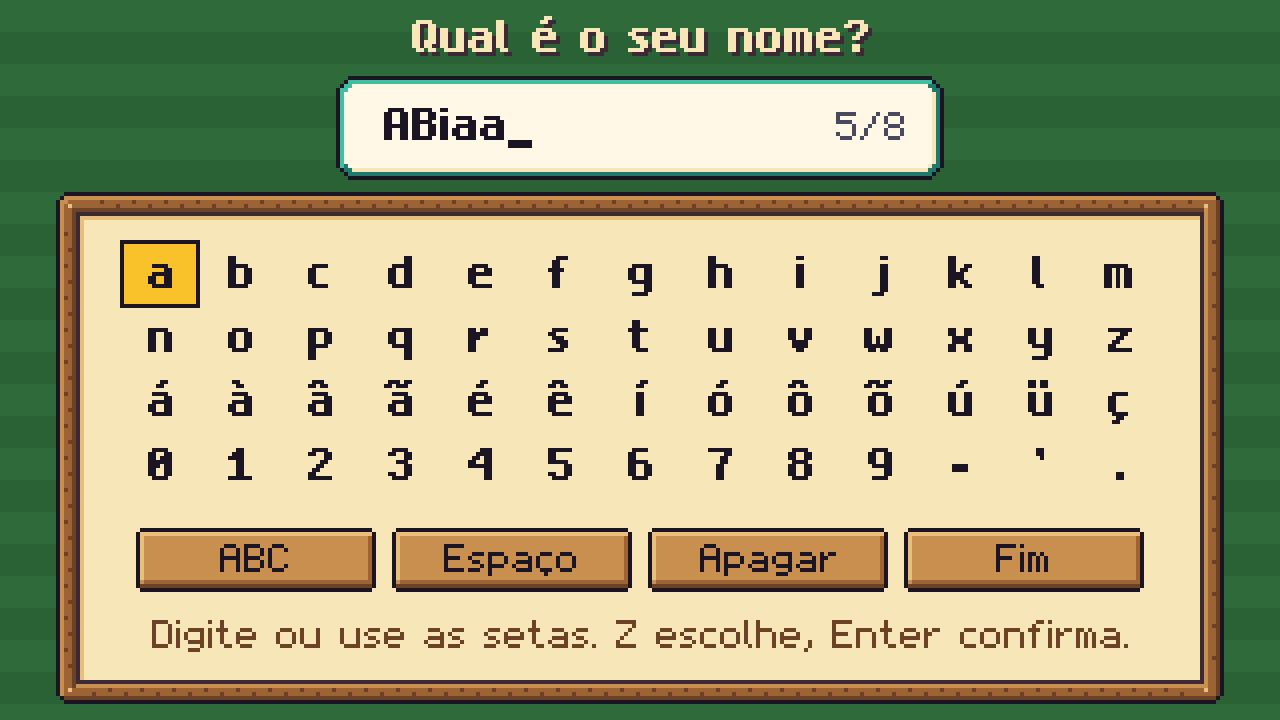 Qual é o seu nome?
ABiaa_ 5/8
a b c d e f g h i j k l m
n o p q r s t u v w x y z
á à â ã é ê í ó ô õ ú ü ç
0 1 2 3 4 5 6 7 8 9 - ' .
ABC Espaço Apagar Fim
Digite ou use as setas. Z escolhe, Enter confirma.